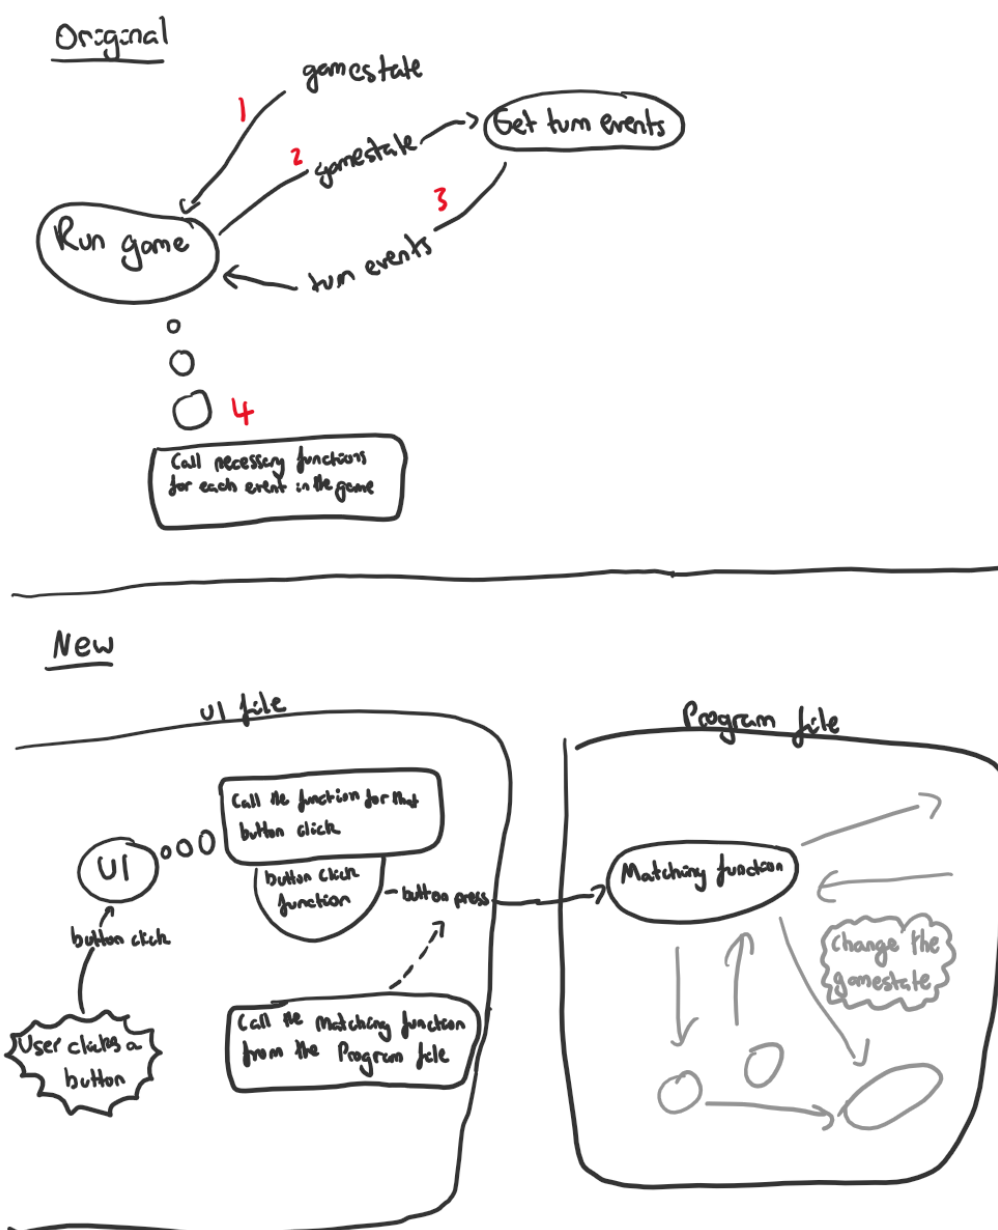 Original
gamestate
1
Get turn events
2
gamestate
3
Run game
turn events
4
Call necessary functions
for each event in the game
New
UI file
Program file
Call the function for that
button click
UI
button click
function
button press
Matching function
button click
Change the
gamestate
User clicks a
button
Call the Matching function
from the Program file